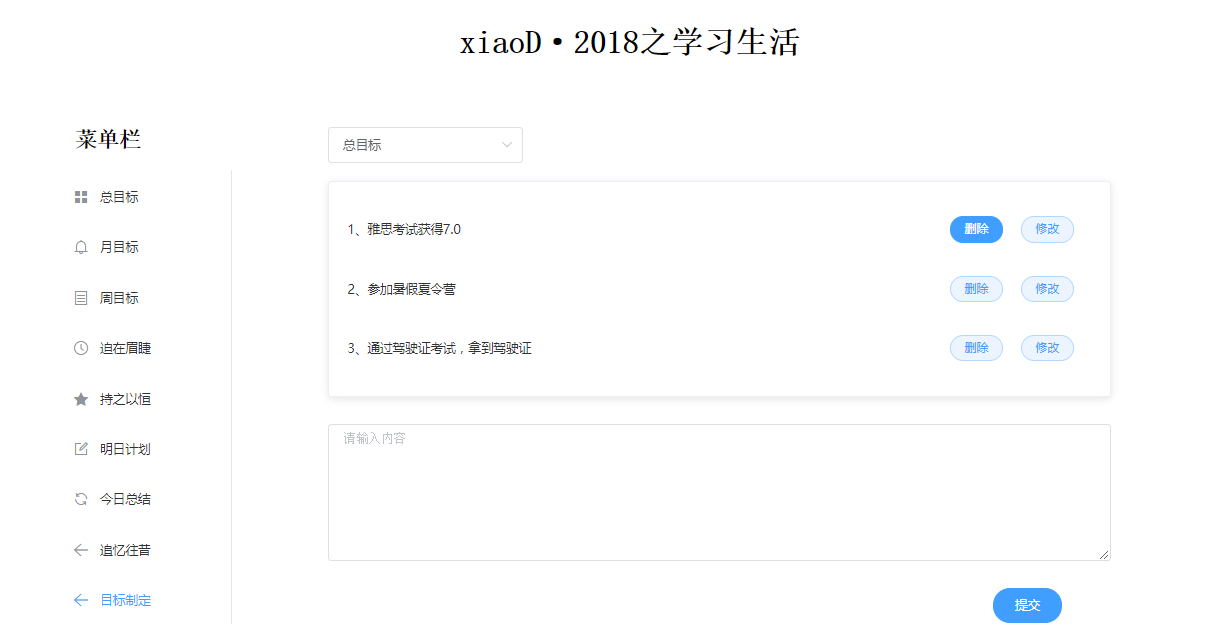 xiaoD·2018之学习生活
菜单栏
总目标
月目标
周目标
迫在眉睫
持之以恒
明日计划
今日总结
追忆往昔
目标制定
总目标
1、雅思考试获得7.0 删除 修改
2、参加暑假夏令营 删除 修改
3、通过驾驶证考试，拿到驾驶证 删除 修改
请输入内容
提交